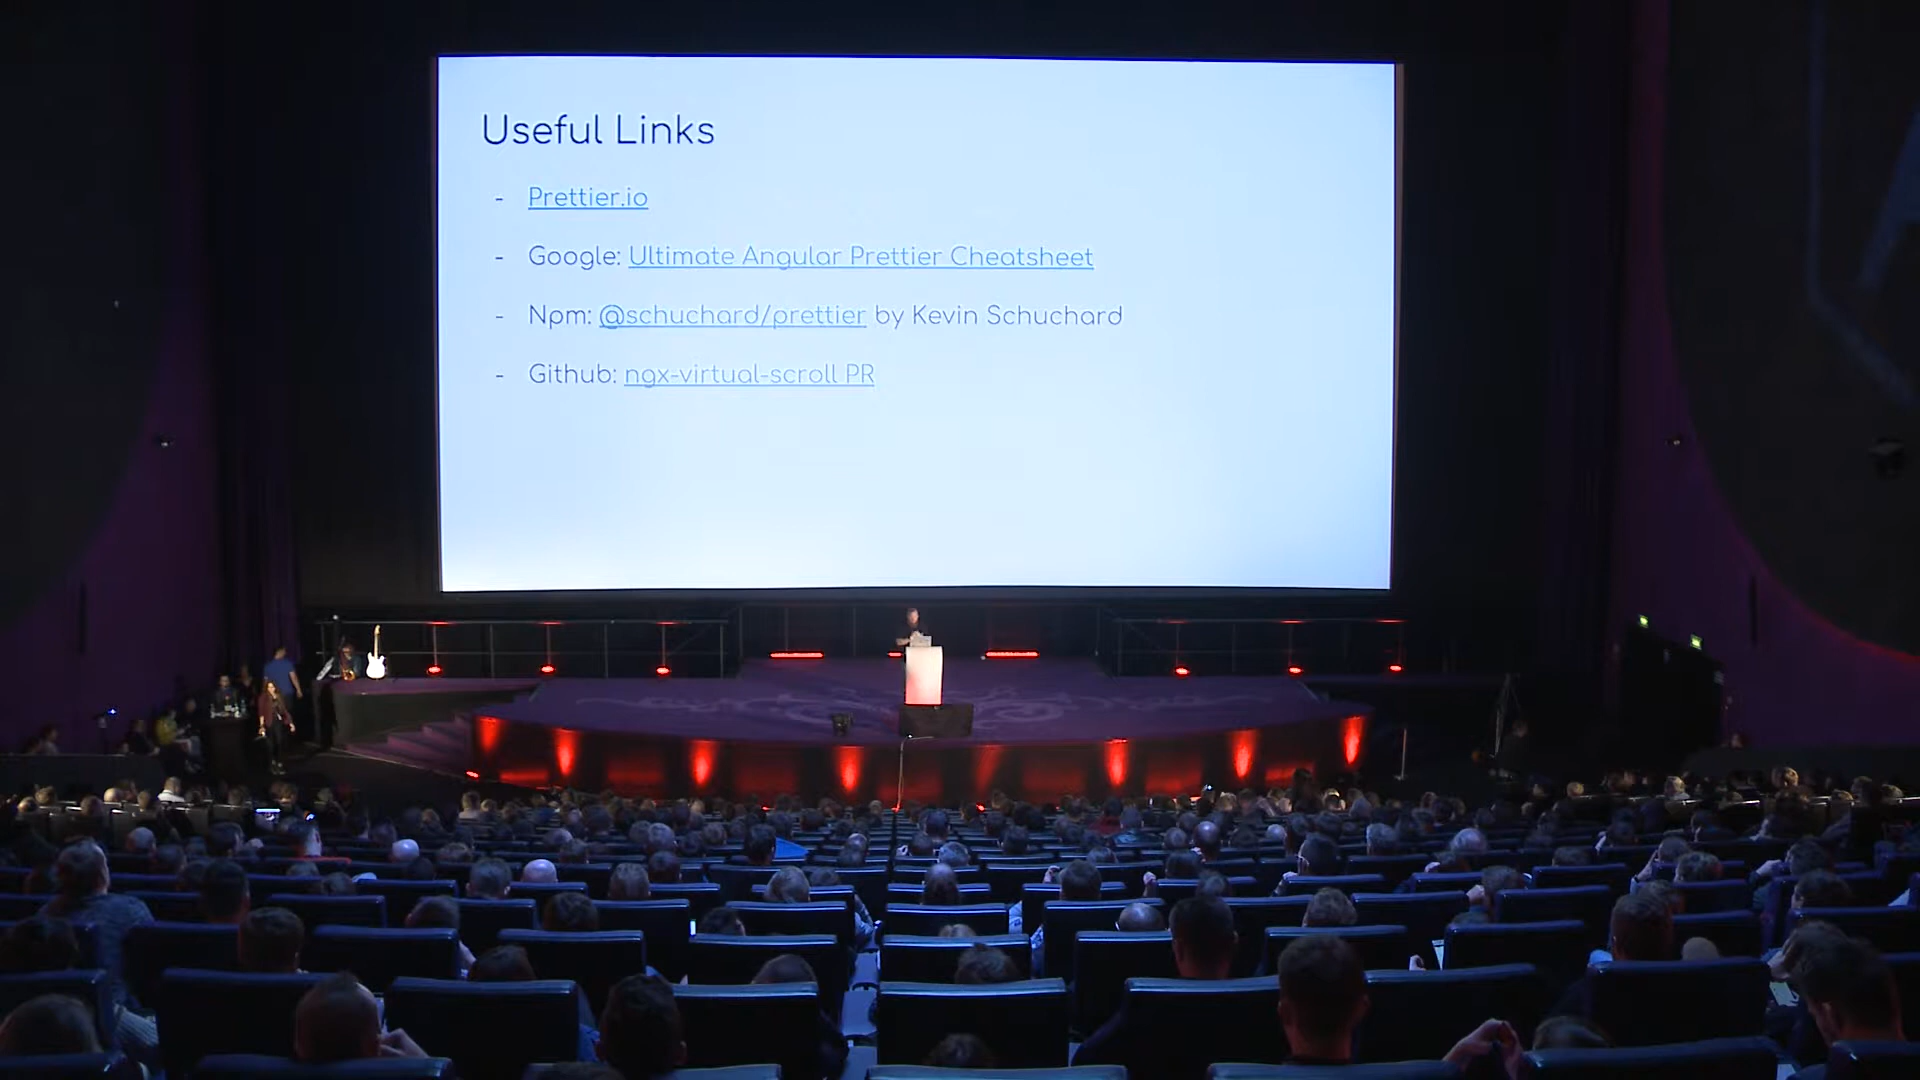 Useful Links
- Prettier.io
- Google: Ultimate Angular Prettier Cheatsheet
- Npm: @schuchard/prettier by Kevin Schuchard
- Github: ngx-virtual-scroll PR